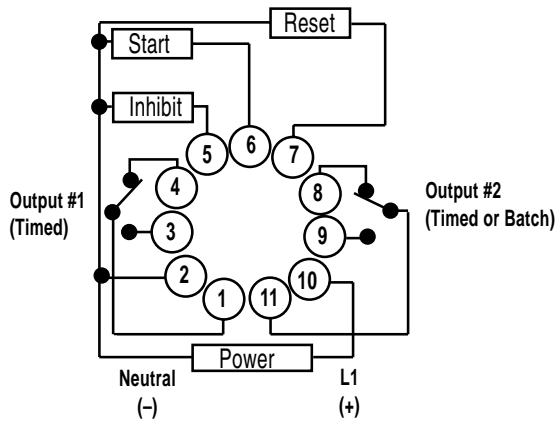 Reset
Start
Inhibit
6
5
7
4
8
Output #1
(Timed)
Output #2
(Timed or Batch)
3
9
2
10
1
11
Power
Neutral
(–)
L1
(+)